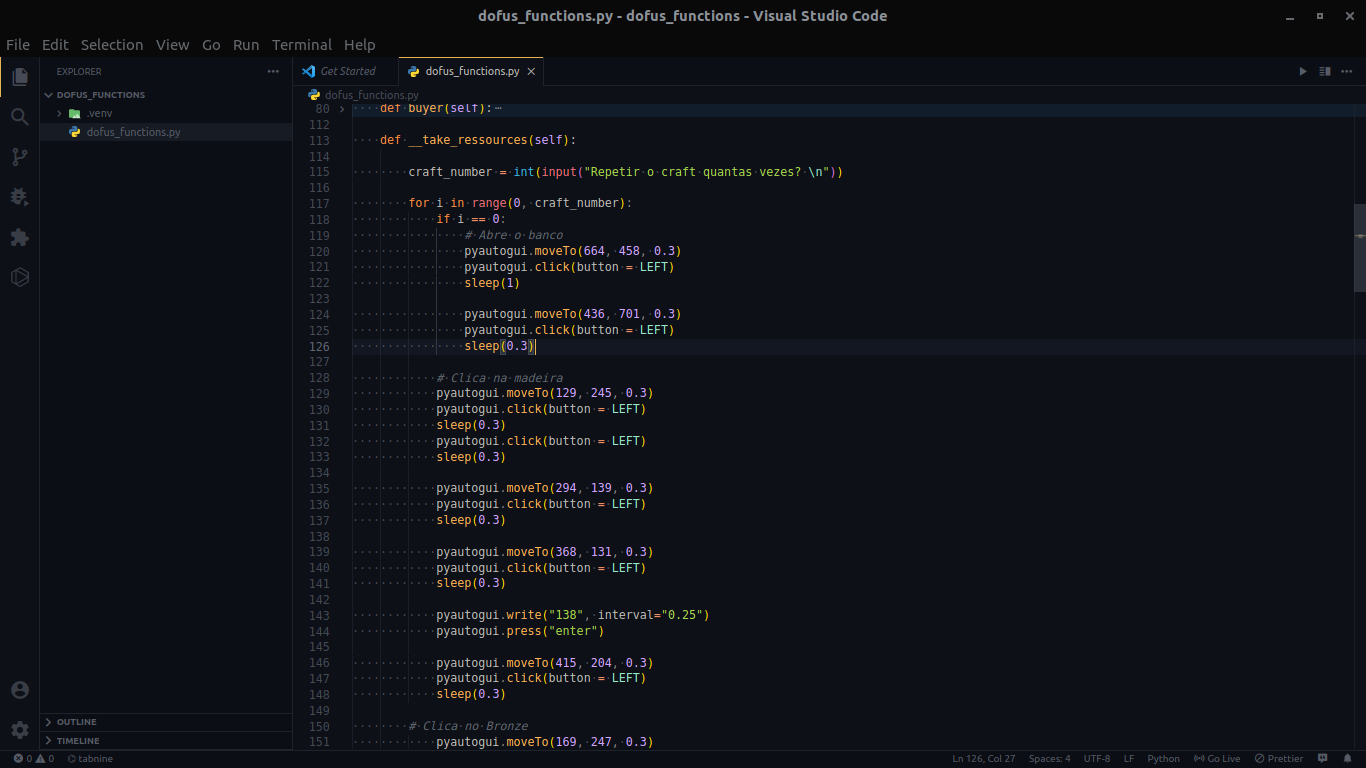 dofus_functions.py - dofus_functions - Visual Studio Code
File Edit Selection View Go Run Terminal Help
EXPLORER
Get Started
dofus_functions.py
DOFUS_FUNCTIONS
dofus_functions.py
.venv
dofus_functions.py
80 def buyer(self):
112
113 def __take_ressources(self):
114
115 craft_number = int(input("Repetir o craft quantas vezes? \n"))
116
117 for i in range(0, craft_number):
118 if i == 0:
119 # Abre o banco
120 pyautogui.moveTo(664, 458, 0.3)
121 pyautogui.click(button = LEFT)
122 sleep(1)
123
124 pyautogui.moveTo(436, 701, 0.3)
125 pyautogui.click(button = LEFT)
126 sleep(0.3)
127
128 # Clica na madeira
129 pyautogui.moveTo(129, 245, 0.3)
130 pyautogui.click(button = LEFT)
131 sleep(0.3)
132 pyautogui.click(button = LEFT)
133 sleep(0.3)
134
135 pyautogui.moveTo(294, 139, 0.3)
136 pyautogui.click(button = LEFT)
137 sleep(0.3)
138
139 pyautogui.moveTo(368, 131, 0.3)
140 pyautogui.click(button = LEFT)
141 sleep(0.3)
142
143 pyautogui.write("138", interval="0.25")
144 pyautogui.press("enter")
145
146 pyautogui.moveTo(415, 204, 0.3)
147 pyautogui.click(button = LEFT)
148 sleep(0.3)
149
150 # Clica no Bronze
151 pyautogui.moveTo(169, 247, 0.3)
OUTLINE
TIMELINE
0 0 tabnine
Ln 126, Col 27 Spaces: 4 UTF-8 LF Python Go Live Prettier